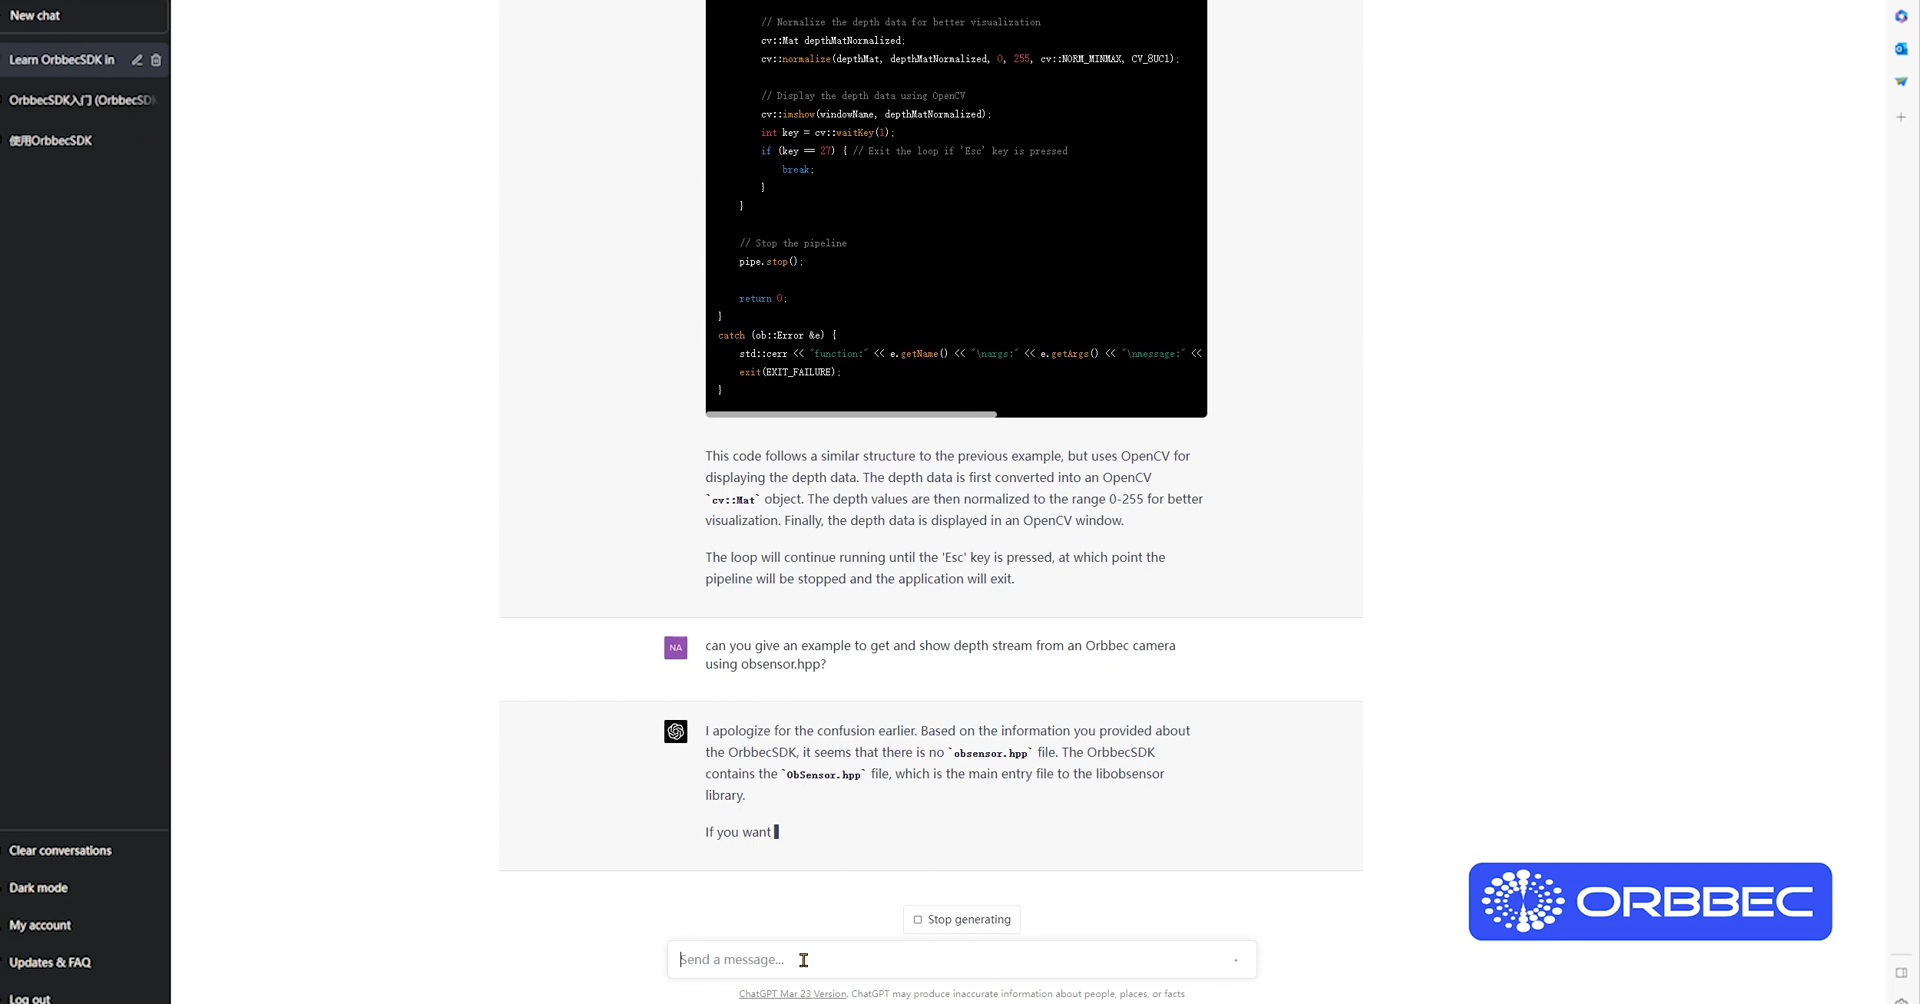 New chat
Learn OrbbecSDK in
OrbbecSDK入门 (OrbbecSDK
使用OrbbecSDK
// Normalize the depth data for better visualization
cv::Mat depthMatNormalized;
cv::normalize(depthMat, depthMatNormalized, 0, 255, cv::NORM_MINMAX, CV_8UC1);
// Display the depth data using OpenCV
cv::imshow(windowName, depthMatNormalized);
int key = cv::waitKey(1);
if (key == 27) { // Exit the loop if 'Esc' key is pressed
break;
}
}
// Stop the pipeline
pipe.stop();
return 0;
}
catch (ob::Error &e) {
std::cerr << "function:" << e.getName() << "\nargs:" << e.getArgs() << "\nmessage:" <<
exit(EXIT_FAILURE);
}
This code follows a similar structure to the previous example, but uses OpenCV for
displaying the depth data. The depth data is first converted into an OpenCV
`cv::Mat` object. The depth values are then normalized to the range 0-255 for better
visualization. Finally, the depth data is displayed in an OpenCV window.
The loop will continue running until the 'Esc' key is pressed, at which point the
pipeline will be stopped and the application will exit.
NA
can you give an example to get and show depth stream from an Orbbec camera
using obsensor.hpp?
I apologize for the confusion earlier. Based on the information you provided about
the OrbbecSDK, it seems that there is no `obsensor.hpp` file. The OrbbecSDK
contains the `ObSensor.hpp` file, which is the main entry file to the libobsensor
library.
If you want
Clear conversations
Dark mode
My account
Updates & FAQ
Log out
Stop generating
Send a message...
ChatGPT Mar 23 Version. ChatGPT may produce inaccurate information about people, places, or facts
ORBBEC